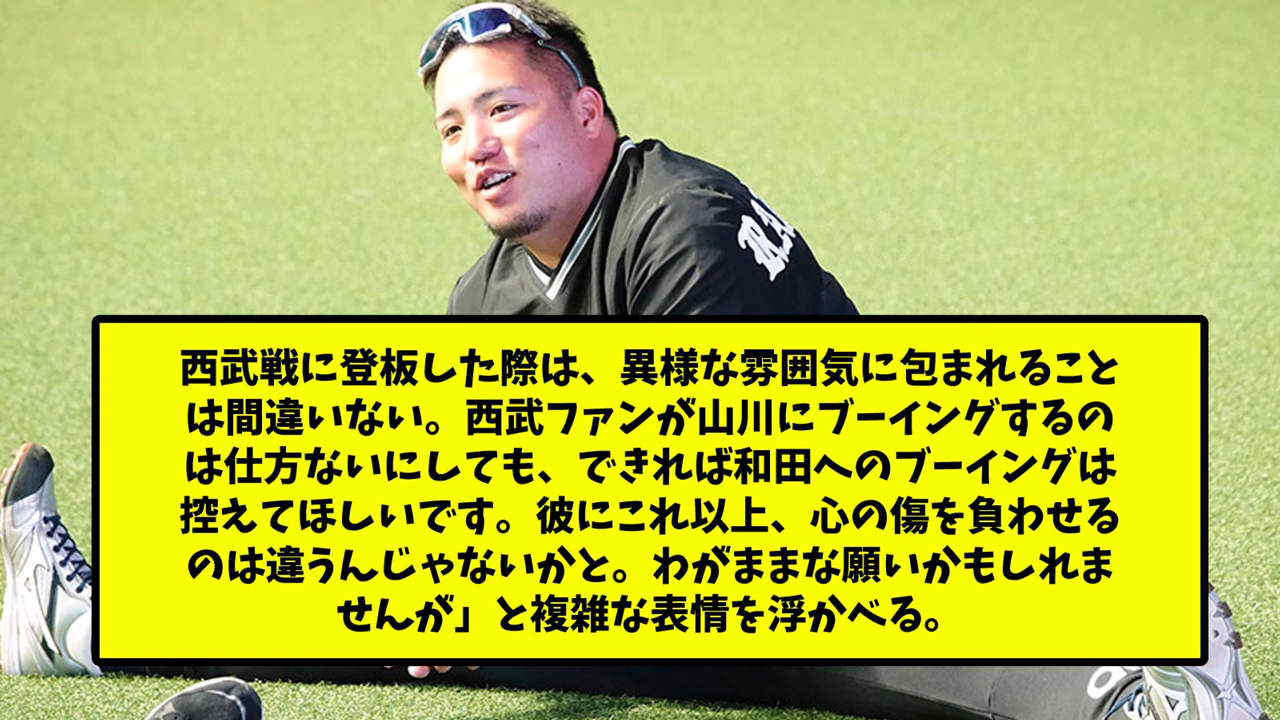 西武戦に登板した際は、異様な雰囲気に包まれること
は間違いない。西武ファンが山川にブーイングするの
は仕方ないにしても、できれば和田へのブーイングは
控えてほしいです。彼にこれ以上、心の傷を負わせる
のは違うんじゃないかと。わがままな願いかもしれま
せんが」と複雑な表情を浮かべる。